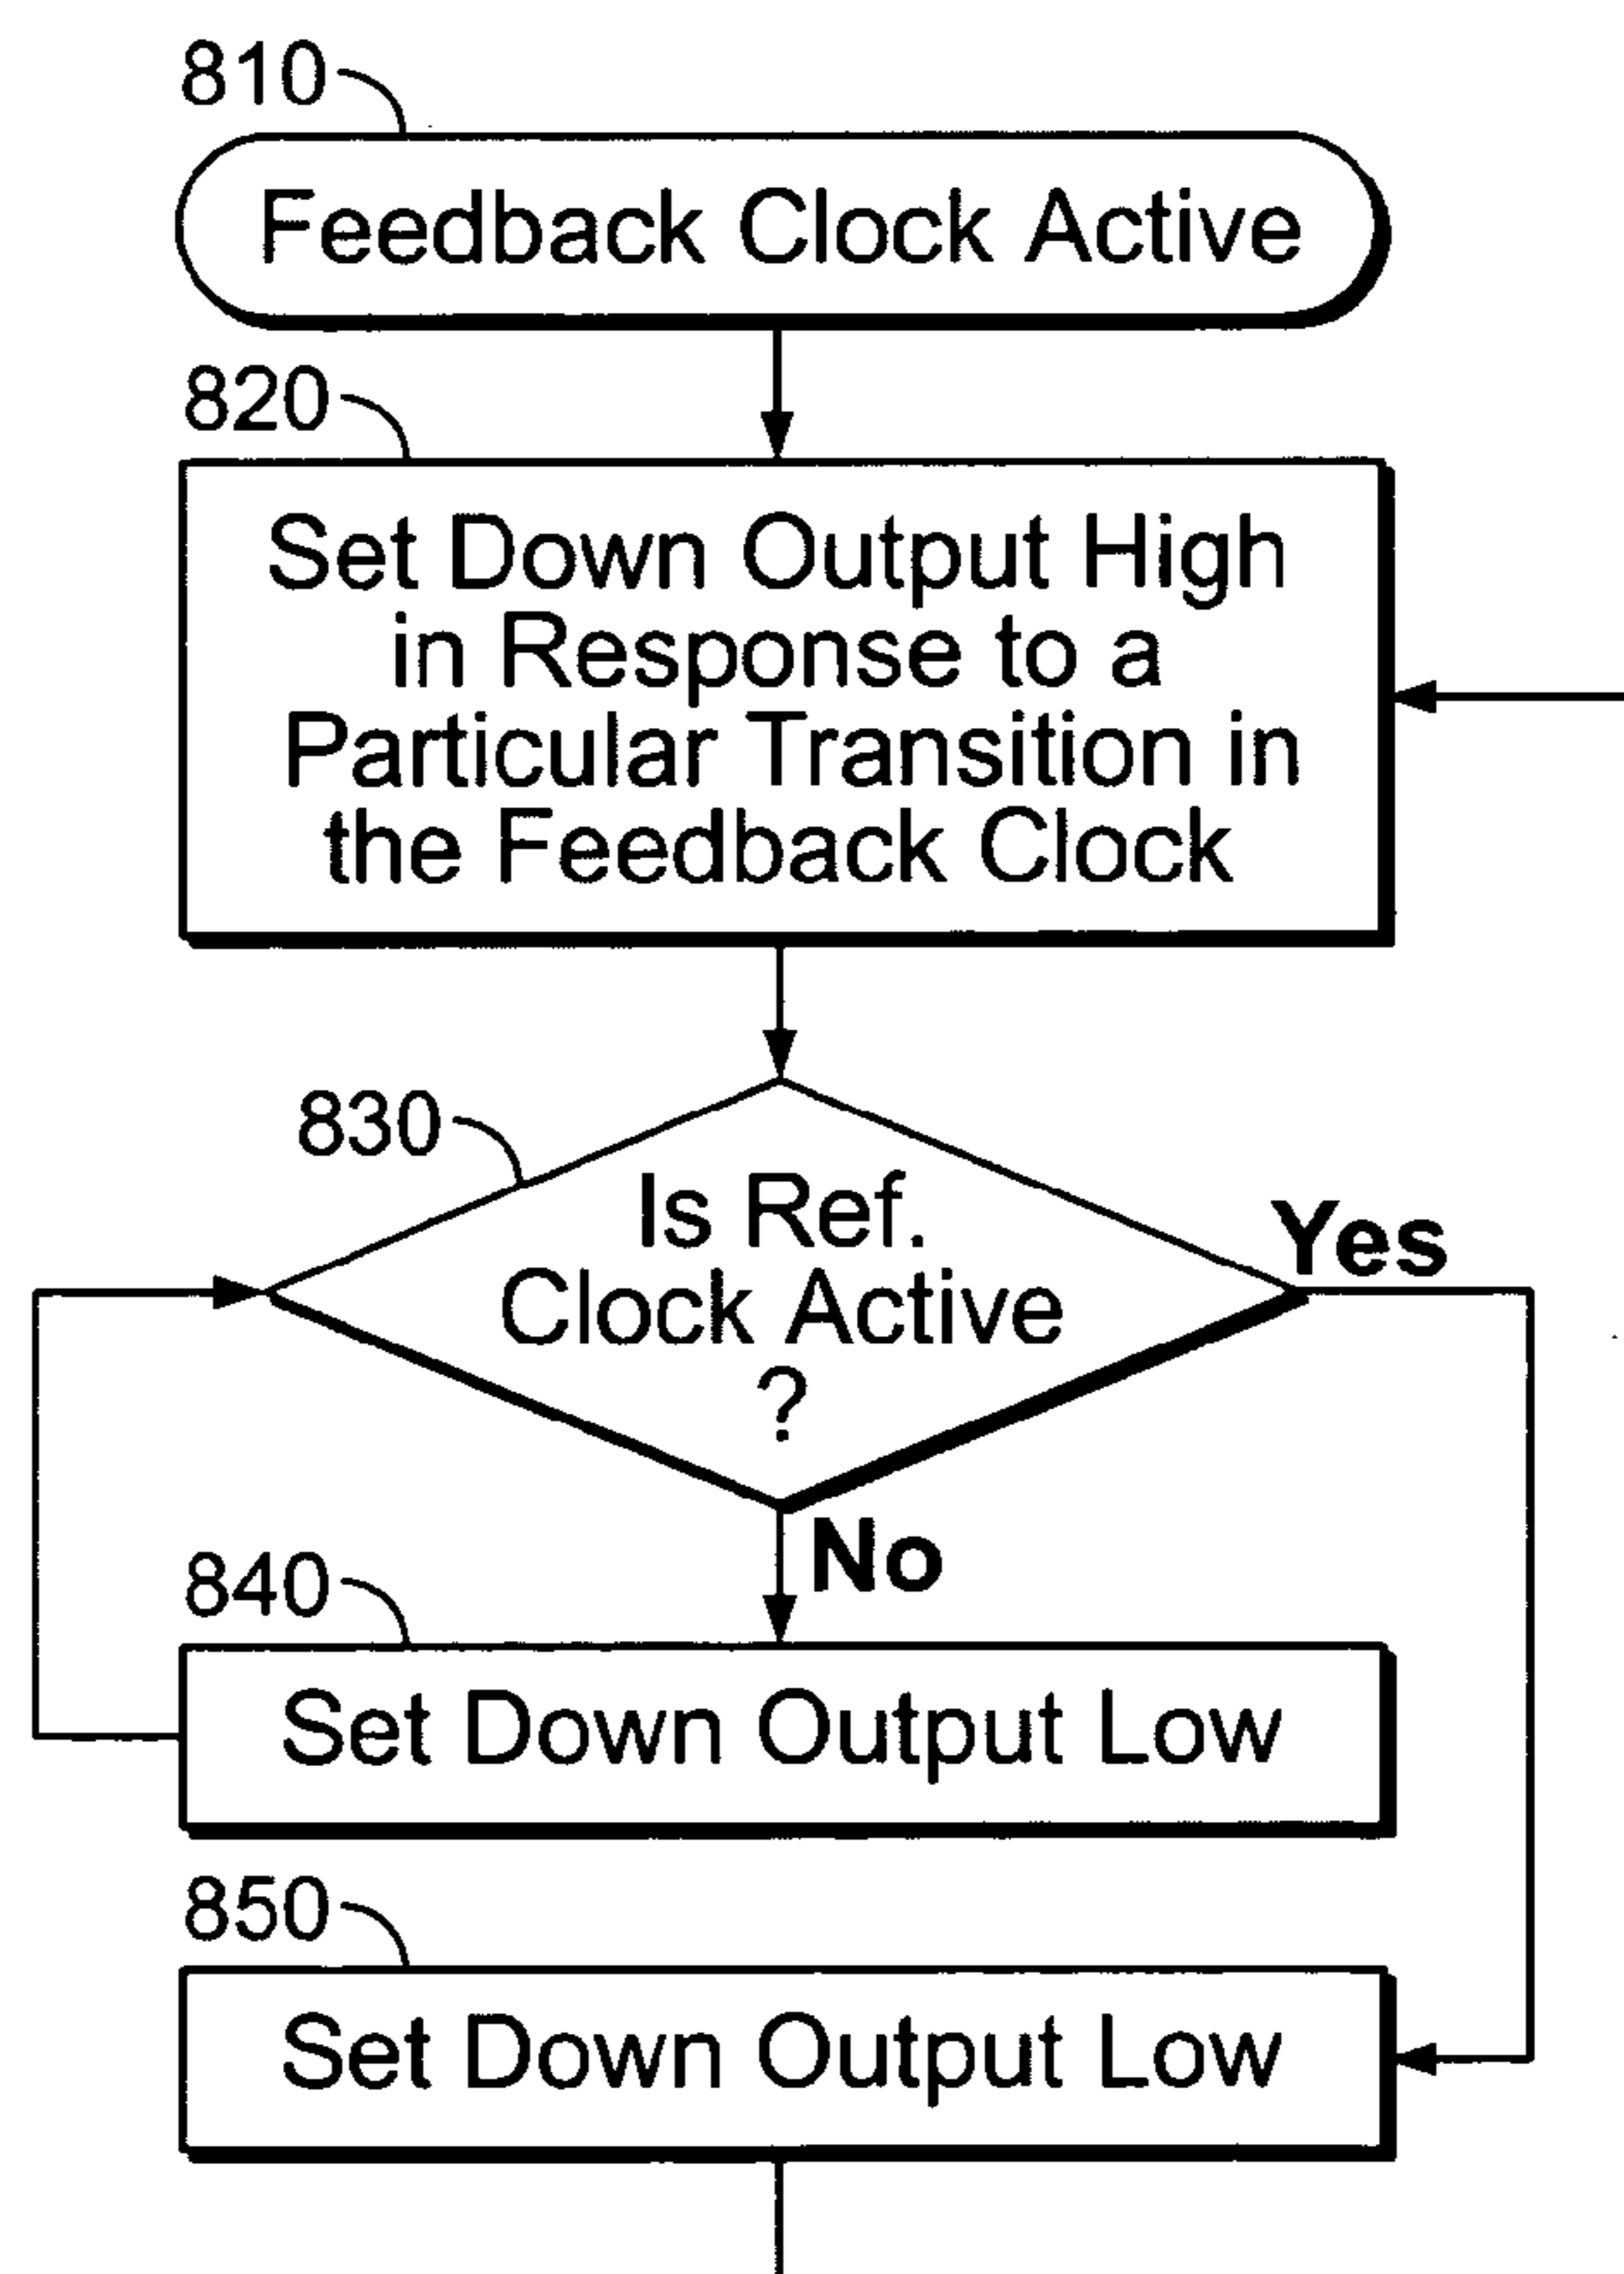 810
Feedback Clock Active
820
Set Down Output High
in Response to a
Particular Transition in
the Feedback Clock
830
Is Ref.
Clock Active
?
Yes
No
840
Set Down Output Low
850
Set Down Output Low